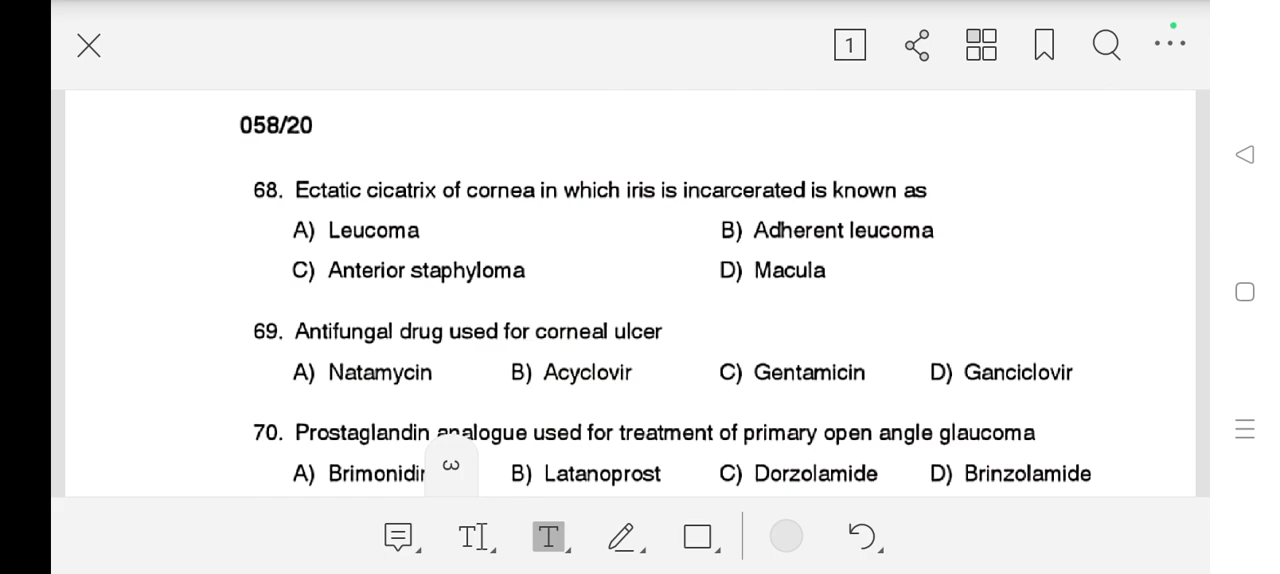 1
058/20
68. Ectatic cicatrix of cornea in which iris is incarcerated is known as
A) Leucoma B) Adherent leucoma
C) Anterior staphyloma D) Macula
69. Antifungal drug used for corneal ulcer
A) Natamycin B) Acyclovir C) Gentamicin D) Ganciclovir
70. Prostaglandin analogue used for treatment of primary open angle glaucoma
A) B) Latanoprost C) Dorzolamide D) Brinzolamide